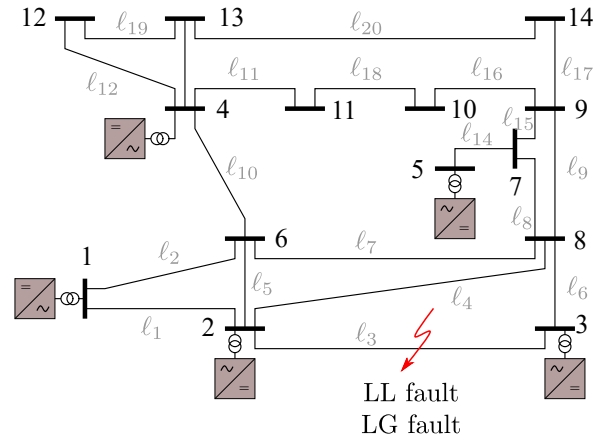 12 ℓ19 13 14
ℓ20
ℓ12 ℓ11 ℓ18 ℓ16 ℓ17
4 11 10 9
= ~
ℓ15
ℓ14
5 7
ℓ10 ℓ9
~ =
ℓ8
1 6 8
ℓ2 ℓ7
= ~
ℓ5 ℓ4 ℓ6
ℓ1 2 ℓ3 3
~ =
~ =
LL fault
LG fault